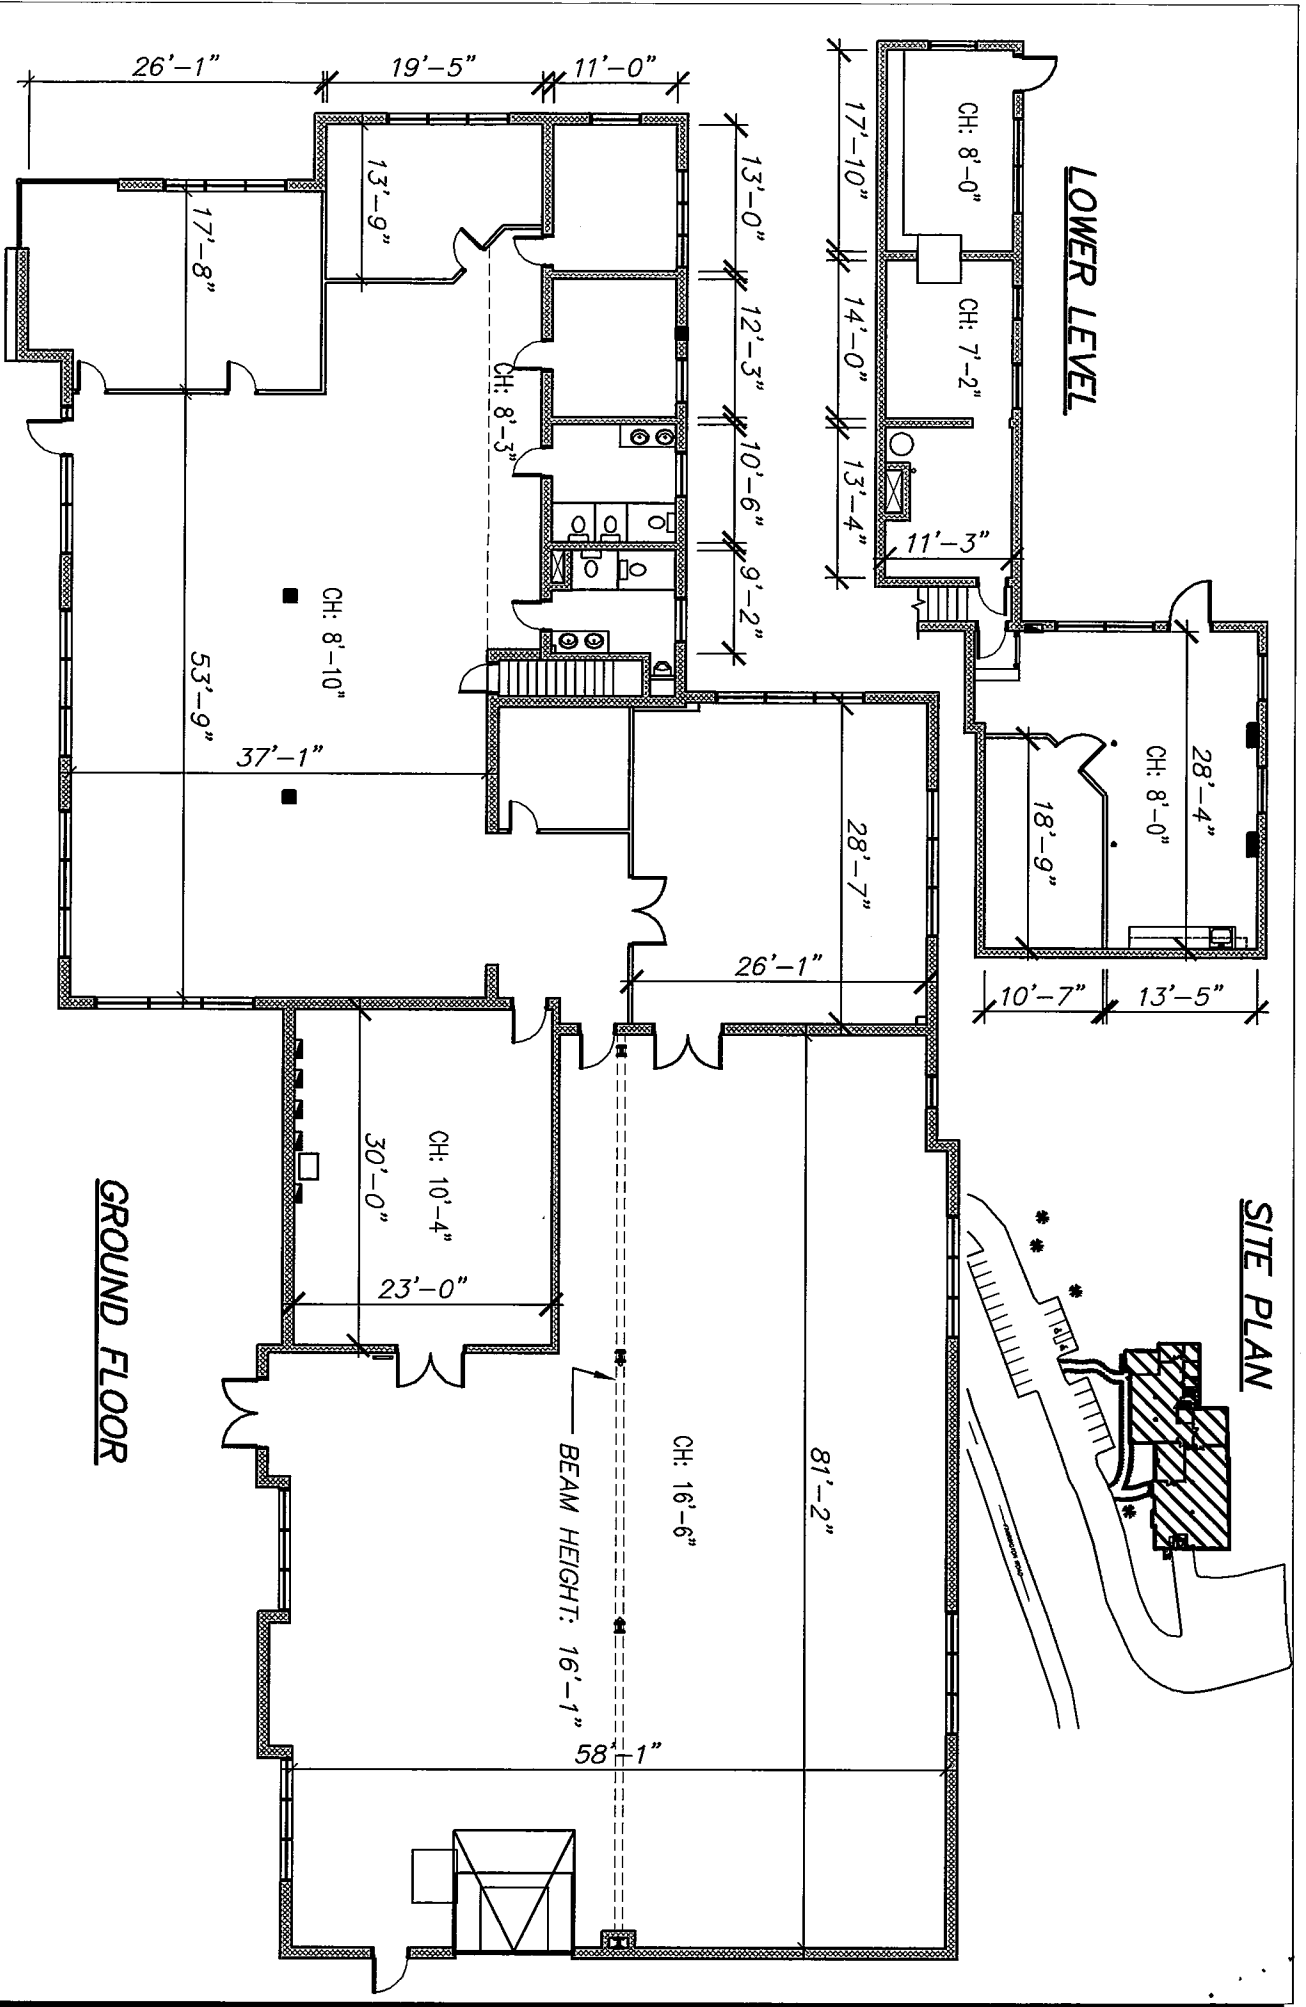 LOWER LEVEL
17'-10"
14'-0"
13'-4"
11'-3"
CH: 8'-0"
CH: 7'-2"
28'-4"
CH: 8'-0"
18'-9"
10'-7"
13'-5"
SITE PLAN
26'-1"
19'-5"
11'-0"
13'-0"
12'-3"
10'-6"
9'-2"
13'-9"
17'-8"
CH: 8'-3"
CH: 8'-10"
53'-9"
37'-1"
28'-7"
26'-1"
CH: 10'-4"
30'-0"
23'-0"
CH: 16'-6"
81'-2"
BEAM HEIGHT: 16'-1"
58'-1"
GROUND FLOOR